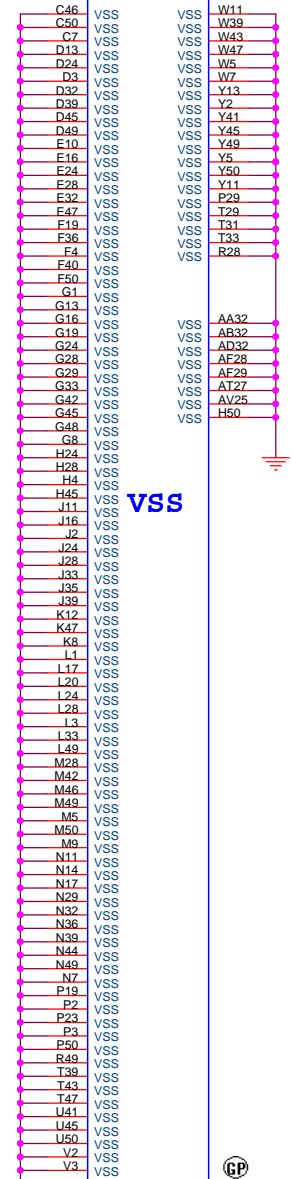 C46 VSS VSS W11
C50 VSS VSS W39
C7 VSS VSS W43
D13 VSS VSS W47
D24 VSS VSS W5
D3 VSS VSS W7
D32 VSS VSS Y13
D39 VSS VSS Y2
D45 VSS VSS Y41
D49 VSS VSS Y45
E10 VSS VSS Y49
E16 VSS VSS Y5
E24 VSS VSS Y50
E28 VSS VSS Y11
E32 VSS VSS P29
E47 VSS VSS T29
F19 VSS VSS T31
F36 VSS VSS T33
F4 VSS VSS R28
F40 VSS
F50 VSS
G1 VSS
G13 VSS
G16 VSS VSS AA32
G19 VSS VSS AB32
G24 VSS VSS AD32
G28 VSS VSS AF28
G29 VSS VSS AF29
G33 VSS VSS AT27
G42 VSS VSS AV25
G45 VSS VSS H50
G48 VSS
G8 VSS
H24 VSS
H28 VSS
H4 VSS
H45 VSS
VSS
J11 VSS
J16 VSS
J2 VSS
J24 VSS
J28 VSS
J33 VSS
J35 VSS
J39 VSS
K12 VSS
K47 VSS
K8 VSS
L1 VSS
L17 VSS
L20 VSS
L24 VSS
L28 VSS
L3 VSS
L33 VSS
L49 VSS
M28 VSS
M42 VSS
M46 VSS
M49 VSS
M5 VSS
M50 VSS
M9 VSS
N11 VSS
N14 VSS
N17 VSS
N29 VSS
N32 VSS
N36 VSS
N39 VSS
N44 VSS
N49 VSS
N7 VSS
P19 VSS
P2 VSS
P23 VSS
P3 VSS
P50 VSS
R49 VSS
T39 VSS
T43 VSS
T47 VSS
U41 VSS
U45 VSS
U50 VSS
V2 VSS
V3 VSS
GP